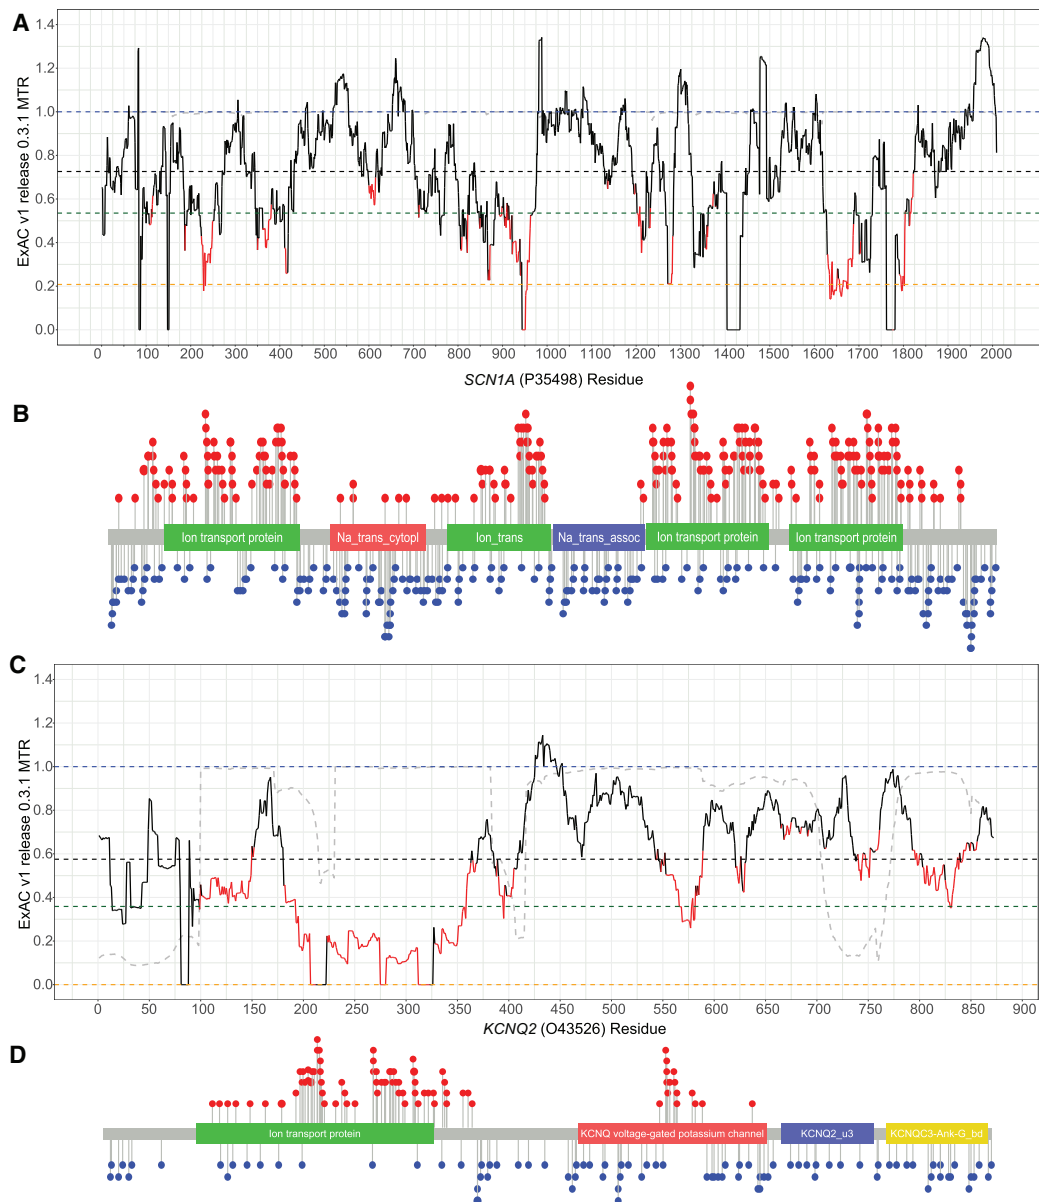 A
ExAC v1 release 0.3.1 MTR
1.4
1.2
1.0
0.8
0.6
0.4
0.2
0.0
0 100 200 300 400 500 600 700 800 900 1000 1100 1200 1300 1400 1500 1600 1700 1800 1900 2000
SCN1A (P35498) Residue
B
Ion transport protein Na_trans_cytopl Ion_trans Na_trans_assoc Ion transport protein Ion transport protein
C
ExAC v1 release 0.3.1 MTR
1.4
1.2
1.0
0.8
0.6
0.4
0.2
0.0
0 50 100 150 200 250 300 350 400 450 500 550 600 650 700 750 800 850 900
KCNQ2 (O43526) Residue
D
Ion transport protein KCNQ voltage-gated potassium channel KCNQ2_u3 KCNQC3-Ank-G_bd